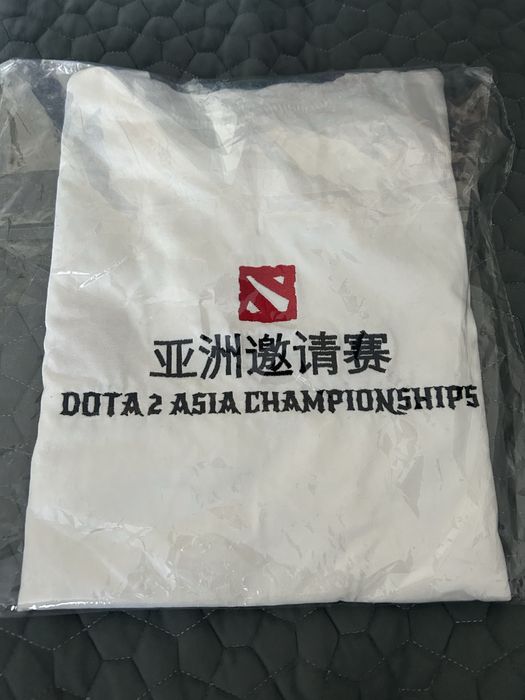 亚洲邀请赛
DOTA 2 ASIA CHAMPIONSHIPS